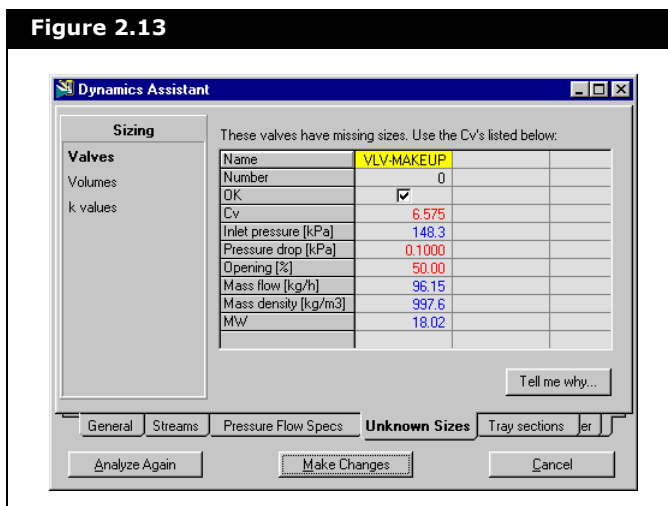 Figure 2.13
Dynamics Assistant
Sizing
Valves
Volumes
k values
These valves have missing sizes. Use the Cv's listed below:
Name VLV-MAKEUP
Number 0
OK
Cv 6.575
Inlet pressure [kPa] 148.3
Pressure drop [kPa] 0.1000
Opening [%] 50.00
Mass flow [kg/h] 96.15
Mass density [kg/m3] 997.6
MW 18.02
Tell me why...
General Streams Pressure Flow Specs Unknown Sizes Tray sections er
Analyze Again Make Changes Cancel